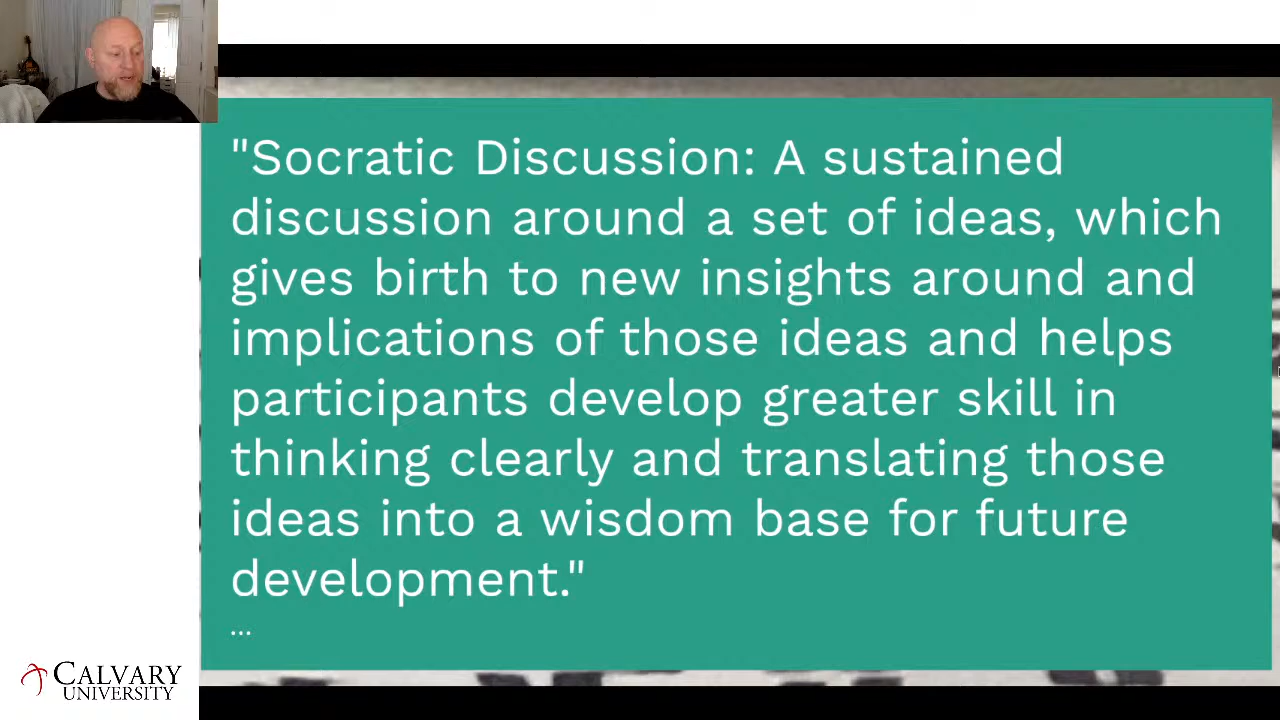 "Socratic Discussion: A sustained
discussion around a set of ideas, which
gives birth to new insights around and
implications of those ideas and helps
participants develop greater skill in
thinking clearly and translating those
ideas into a wisdom base for future
development."
...
CALVARY
UNIVERSITY